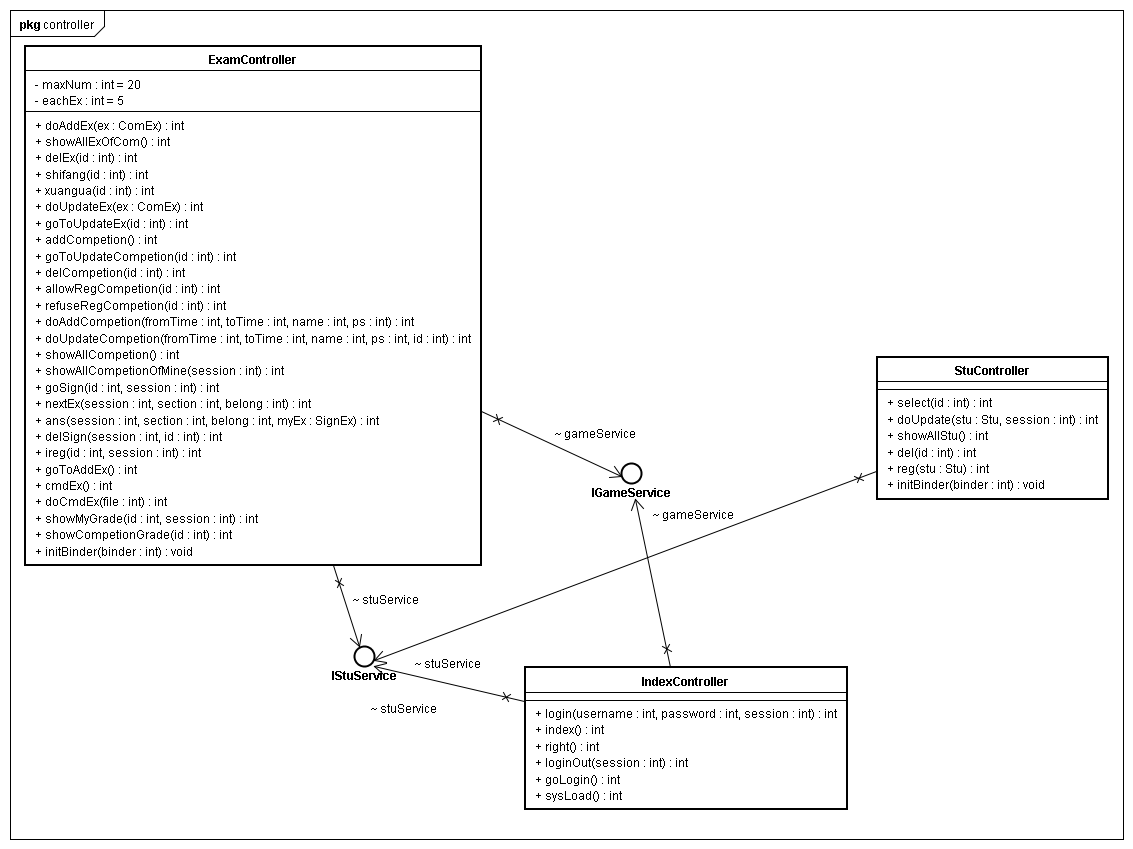 pkg controller
ExamController
- maxNum : int = 20
- eachEx : int = 5
+ doAddEx(ex : ComEx) : int
+ showAllExOfCom() : int
+ delEx(id : int) : int
+ shifang(id : int) : int
+ xuangua(id : int) : int
+ doUpdateEx(ex : ComEx) : int
+ goToUpdateEx(id : int) : int
+ addCompetion() : int
+ goToUpdateCompetion(id : int) : int
+ delCompetion(id : int) : int
+ allowRegCompetion(id : int) : int
+ refuseRegCompetion(id : int) : int
+ doAddCompetion(fromTime : int, toTime : int, name : int, ps : int) : int
+ doUpdateCompetion(fromTime : int, toTime : int, name : int, ps : int, id : int) : int
+ showAllCompetion() : int
+ showAllCompetionOfMine(session : int) : int
+ goSign(id : int, session : int) : int
+ nextEx(session : int, section : int, belong : int) : int
+ ans(session : int, section : int, belong : int, myEx : SignEx) : int
+ delSign(session : int, id : int) : int
+ ireg(id : int, session : int) : int
+ goToAddEx() : int
+ cmdEx() : int
+ doCmdEx(file : int) : int
+ showMyGrade(id : int, session : int) : int
+ showCompetionGrade(id : int) : int
+ initBinder(binder : int) : void
StuController
+ select(id : int) : int
+ doUpdate(stu : Stu, session : int) : int
+ showAllStu() : int
+ del(id : int) : int
+ reg(stu : Stu) : int
+ initBinder(binder : int) : void
~ gameService
IGameService
~ gameService
~ stuService
IStuService
~ stuService
~ stuService
IndexController
+ login(username : int, password : int, session : int) : int
+ index() : int
+ right() : int
+ loginOut(session : int) : int
+ goLogin() : int
+ sysLoad() : int